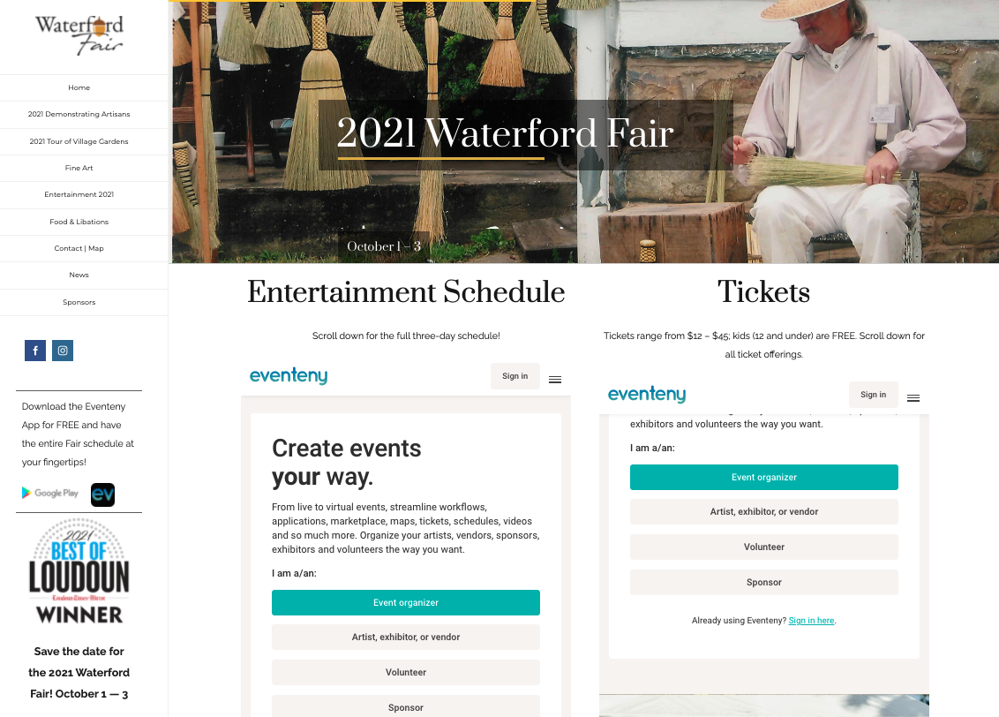 Waterford
Fair
Home
2021 Demonstrating Artisans
2021 Tour of Village Gardens
Fine Art
Entertainment 2021
Food & Libations
Contact | Map
News
Sponsors
Download the Eventeny
App for FREE and have
the entire Fair schedule at
your fingertips!
Google Play
ev
2021
BEST OF
LOUDOUN
Loudoun Times-Mirror
WINNER
Save the date for
the 2021 Waterford
Fair! October 1 — 3
2021 Waterford Fair
October 1 – 3
Entertainment Schedule
Scroll down for the full three-day schedule!
eventeny
Sign in
Create events
your way.
From live to virtual events, streamline workflows,
applications, marketplace, maps, tickets, schedules, videos
and so much more. Organize your artists, vendors, sponsors,
exhibitors and volunteers the way you want.
I am a/an:
Event organizer
Artist, exhibitor, or vendor
Volunteer
Sponsor
Tickets
Tickets range from $12 – $45; kids (12 and under) are FREE. Scroll down for
all ticket offerings.
eventeny
Sign in
exhibitors and volunteers the way you want.
I am a/an:
Event organizer
Artist, exhibitor, or vendor
Volunteer
Sponsor
Already using Eventeny? Sign in here.